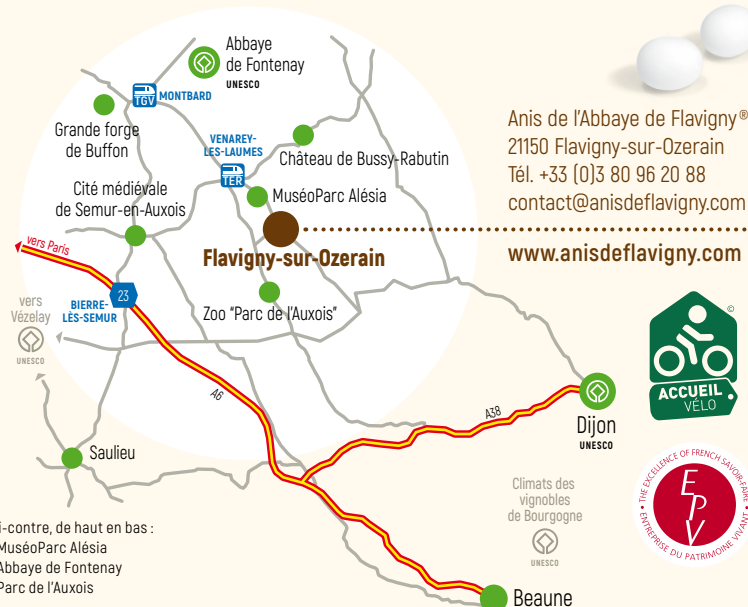 Abbaye
de Fontenay
UNESCO
TGV
MONTBARD
Grande forge
de Buffon
VENAREY-
LES-LAUMES
TER
Château de Bussy-Rabutin
Cité médiévale
de Semur-en-Auxois
MuséoParc Alésia
Flavigny-sur-Ozerain
vers Paris
23
BIERRE-
LÈS-SEMUR
Zoo "Parc de l'Auxois"
vers
Vézelay
UNESCO
A6
A38
Saulieu
Dijon
UNESCO
Climats des
vignobles
de Bourgogne
UNESCO
Beaune
i-contre, de haut en bas :
MuséoParc Alésia
Abbaye de Fontenay
Parc de l'Auxois
Anis de l'Abbaye de Flavigny®
21150 Flavigny-sur-Ozerain
Tél. +33 (0)3 80 96 20 88
contact@anisdeflavigny.com
www.anisdeflavigny.com
©
ACCUEIL
VÉLO
• THE EXCELLENCE OF FRENCH SAVOIR-FAIRE •
EPV
ENTREPRISE DU PATRIMOINE VIVANT